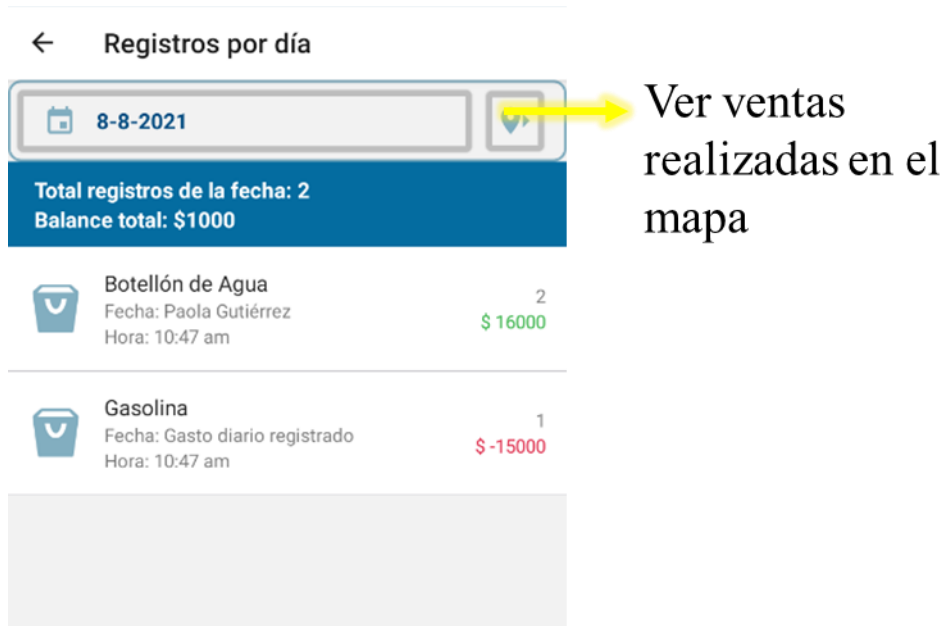 Registros por día
8-8-2021
Total registros de la fecha: 2
Balance total: $1000
Botellón de Agua
Fecha: Paola Gutiérrez
Hora: 10:47 am
2
$ 16000
Gasolina
Fecha: Gasto diario registrado
Hora: 10:47 am
1
$ -15000
Ver ventas
realizadas en el
mapa